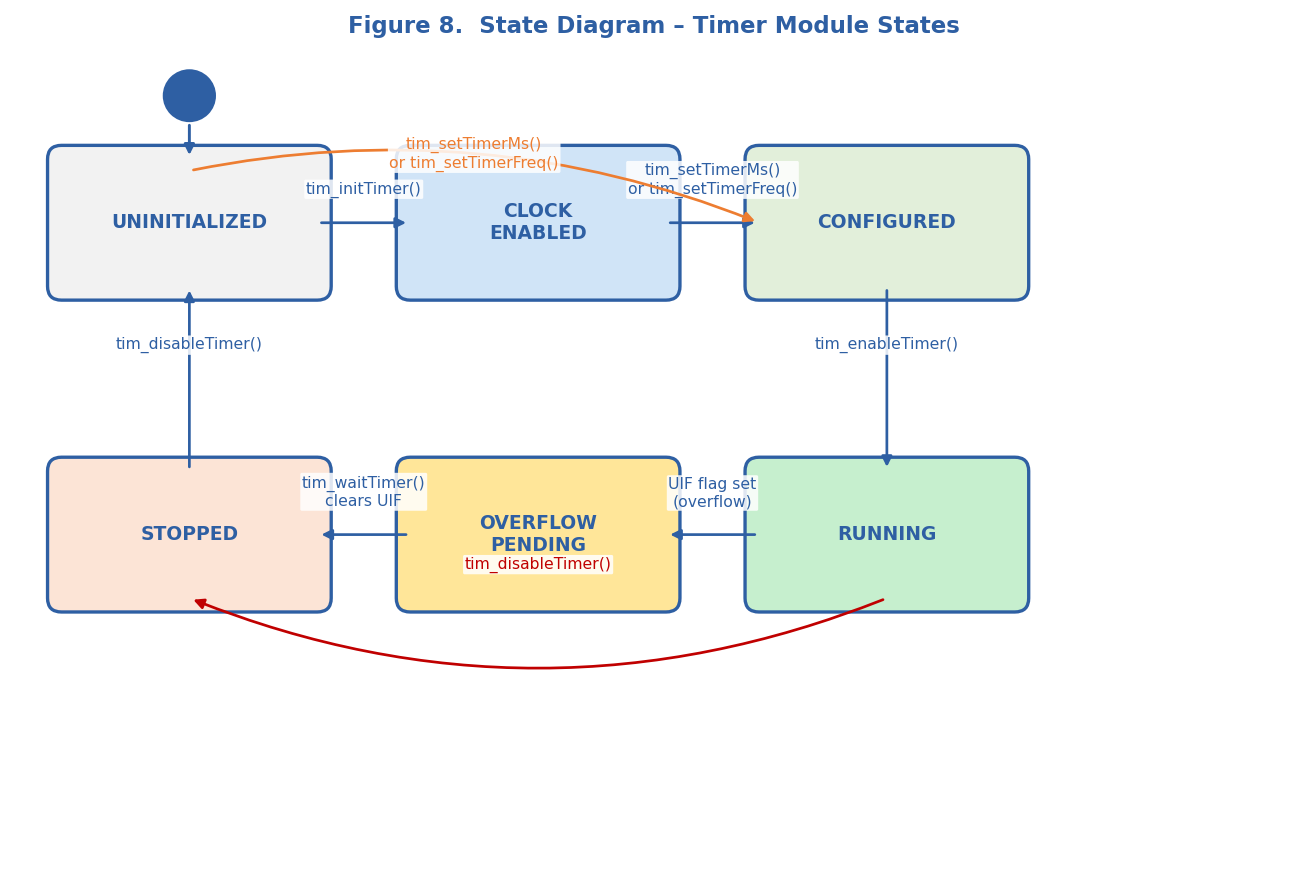 Figure 8.  State Diagram – Timer Module States
tim_setTimerMs()
or tim_setTimerFreq()
tim_setTimerMs()
or tim_setTimerFreq()
tim_initTimer()
UNINITIALIZED
CLOCK
ENABLED
CONFIGURED
tim_disableTimer()
tim_enableTimer()
tim_waitTimer()
clears UIF
UIF flag set
(overflow)
STOPPED
OVERFLOW
PENDING
RUNNING
tim_disableTimer()